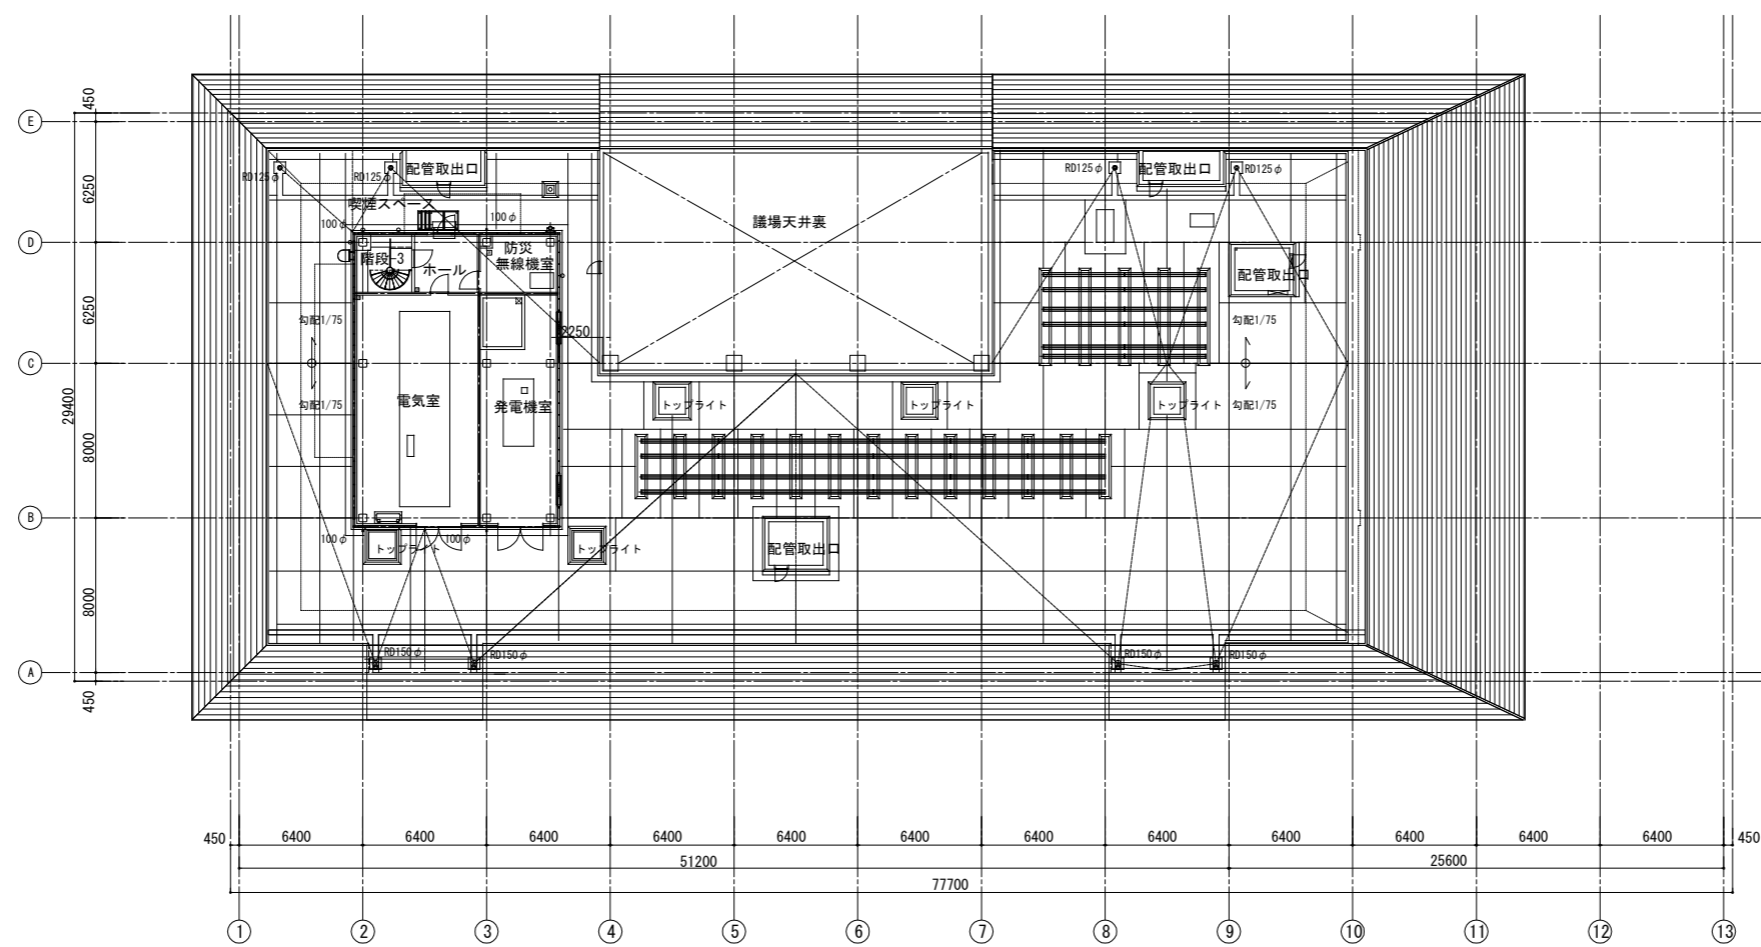 450
E
配管取出口
RD125φ
RD125φ
RD125φ
配管取出口
RD125φ
6250
喫煙スペース
100φ
100φ
議場天井裏
D
防災
無線機室
階段-3
ホール
配管取出口
6250
勾配1/75
2250
勾配1/75
C
29400
電気室
発電機室
勾配1/75
トップライト
トップライト
トップライト
勾配1/75
8000
B
100φ
トップライト
100φ
トップライト
配管取出口
8000
RD150φ
RD150φ
RD150φ
RD150φ
A
450
450
6400
6400
6400
6400
6400
6400
6400
6400
6400
6400
6400
6400
450
51200
25600
77700
1
2
3
4
5
6
7
8
9
10
11
12
13